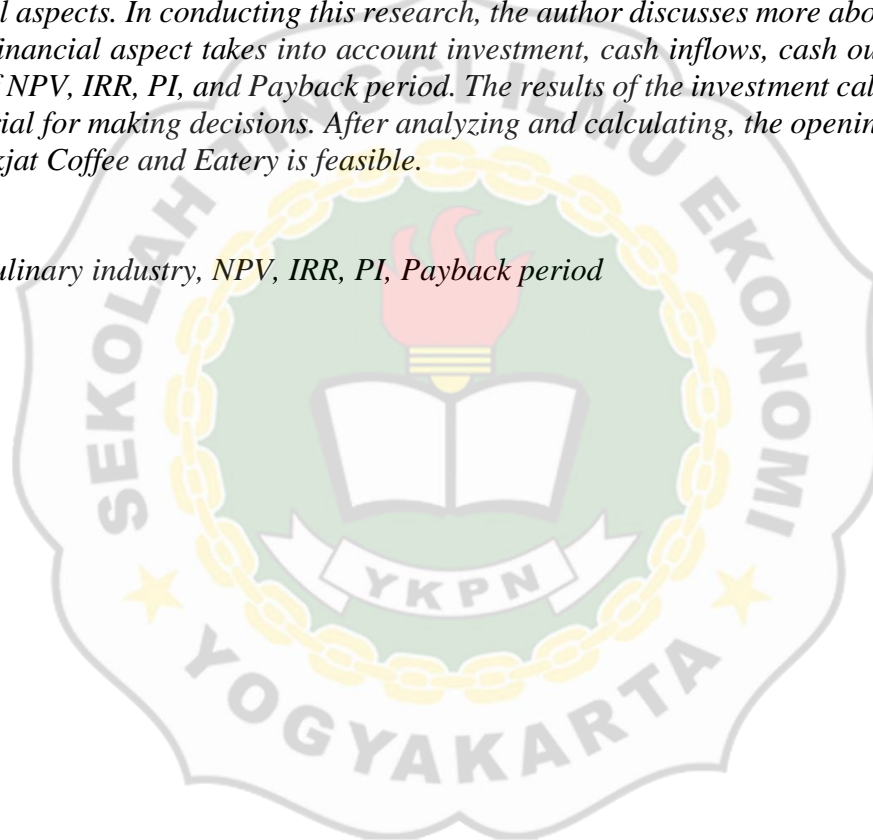 l aspects. In conducting this research, the author discusses more abo
financial aspect takes into account investment, cash inflows, cash ou
f NPV, IRR, PI, and Payback period. The results of the investment cal
rial for making decisions. After analyzing and calculating, the openin
kjat Coffee and Eatery is feasible.
ulinary industry, NPV, IRR, PI, Payback period
SEKOLAH TINGGI ILMU EKONOMI
YKPN
YOGYAKARTA